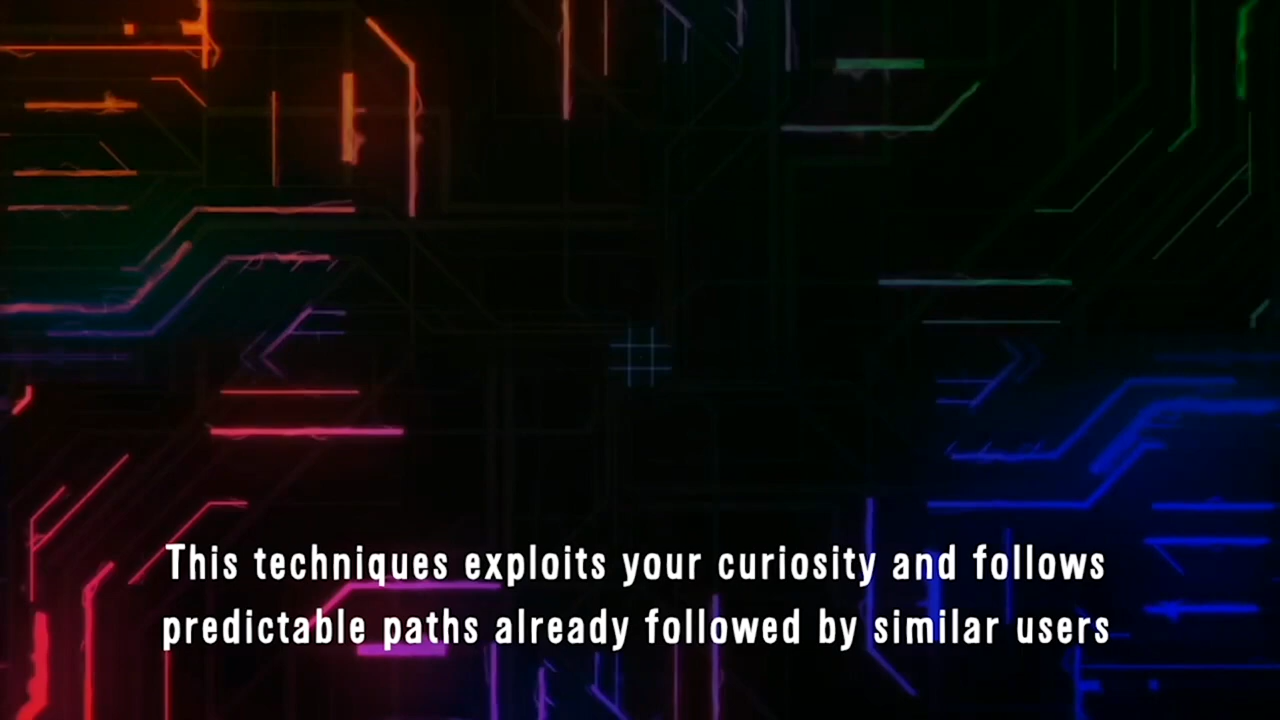 This techniques exploits your curiosity and follows
predictable paths already followed by similar users